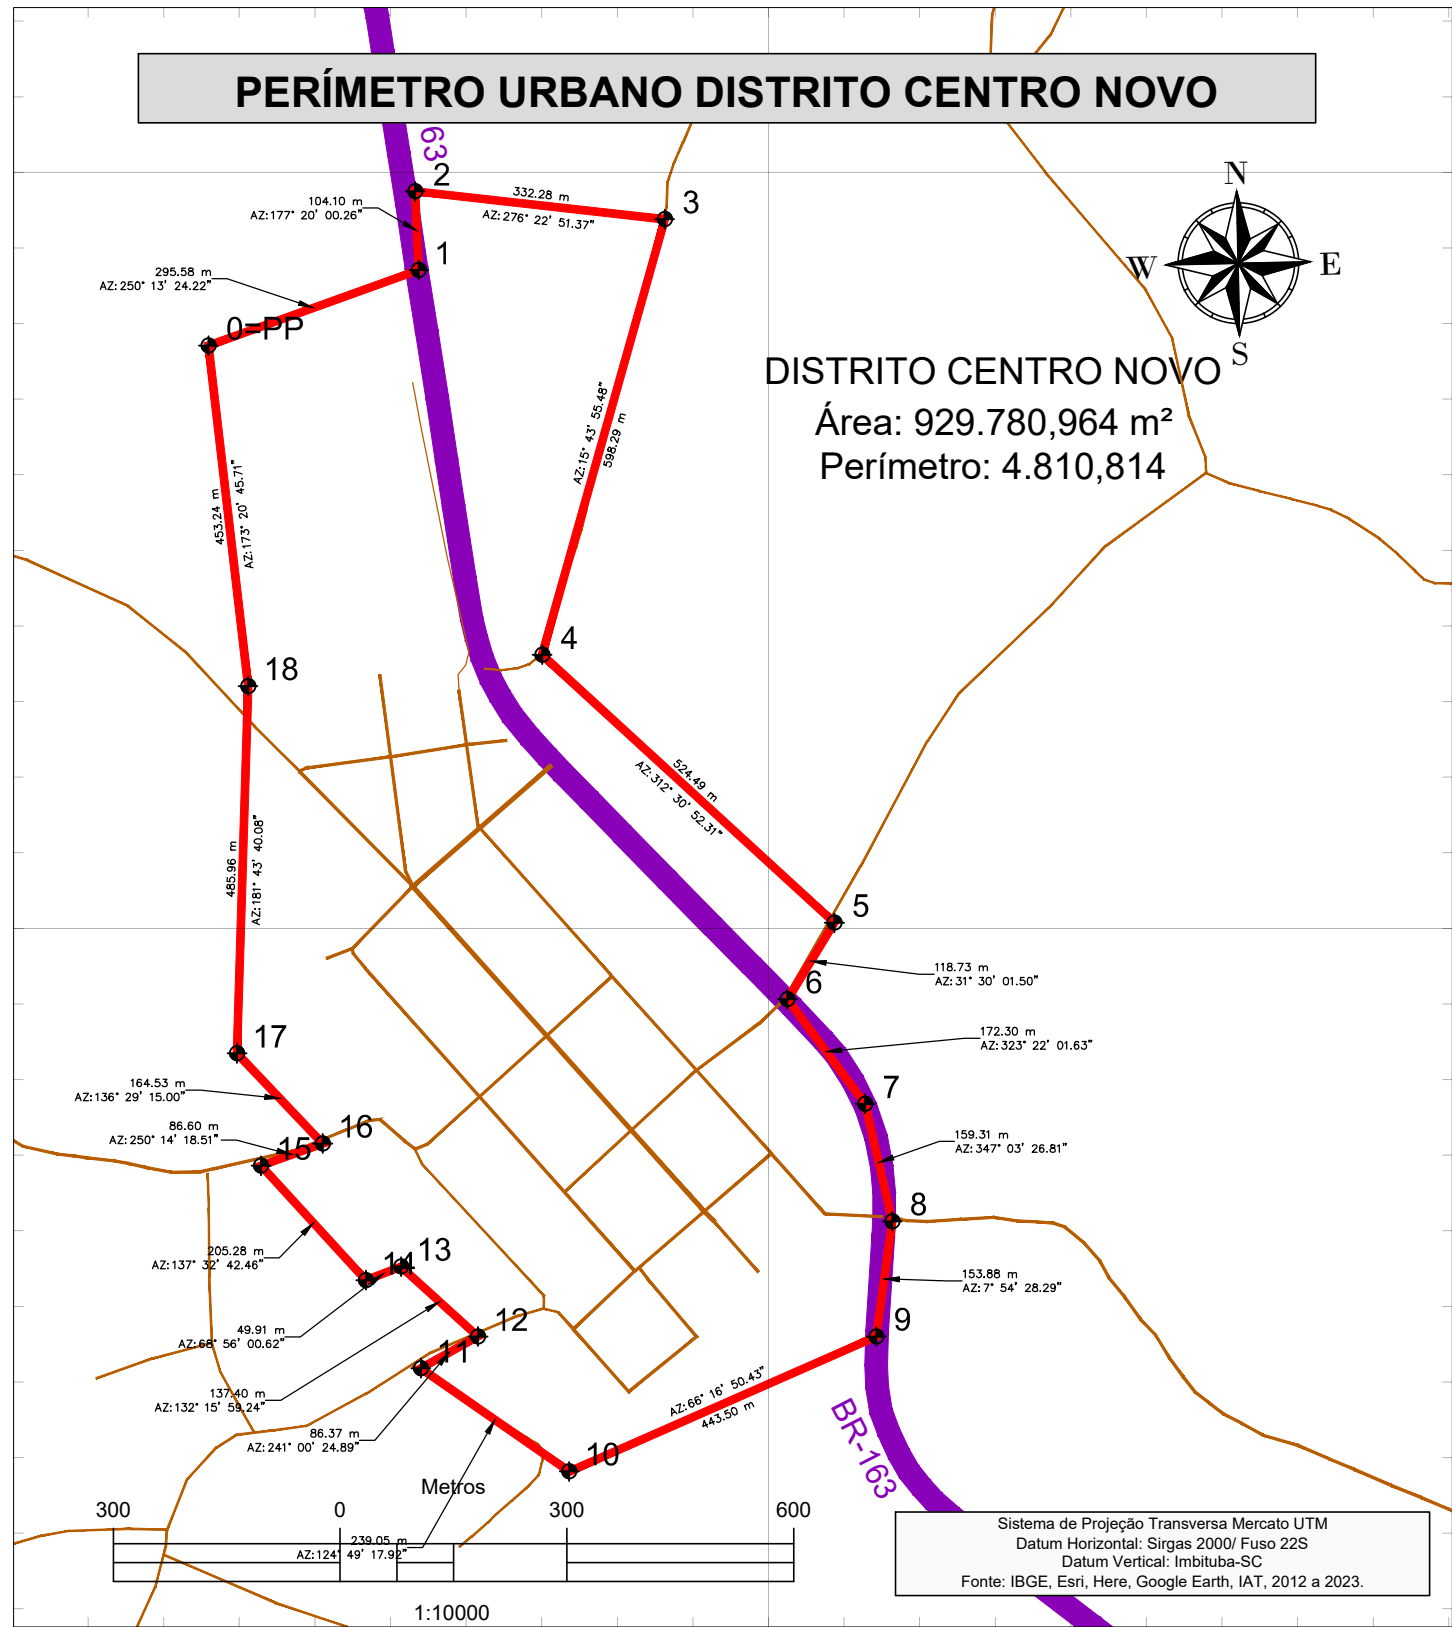 PERÍMETRO URBANO DISTRITO CENTRO NOVO
63
N
W
E
S
2
332.28 m
AZ:276° 22' 51.37"
3
104.10 m
AZ:177° 20' 00.26"
1
295.58 m
AZ:250° 13' 24.22"
0=PP
DISTRITO CENTRO NOVO
Área: 929.780,964 m²
Perímetro: 4.810,814
AZ:15° 43' 55.48"
598.29 m
453.24 m
AZ:173° 20' 45.71"
4
18
524.49 m
AZ:312° 30' 52.31"
485.96 m
AZ:181° 43' 40.08"
5
118.73 m
AZ:31° 30' 01.50"
6
172.30 m
AZ:323° 22' 01.63"
17
7
164.53 m
AZ:136° 29' 15.00"
86.60 m
AZ:250° 14' 18.51"
16
15
159.31 m
AZ:347° 03' 26.81"
8
205.28 m
AZ:137° 32' 42.46"
14
13
153.88 m
AZ:7° 54' 28.29"
49.91 m
AZ:68° 56' 00.62"
12
9
11
137.40 m
AZ:132° 15' 59.24"
AZ:66° 16' 50.43"
443.50 m
86.37 m
AZ:241° 00' 24.89"
BR-163
10
Metros
300 0 300 600
239.05 m
AZ:124° 49' 17.92"
1:10000
Sistema de Projeção Transversa Mercato UTM
Datum Horizontal: Sirgas 2000/ Fuso 22S
Datum Vertical: Imbituba-SC
Fonte: IBGE, Esri, Here, Google Earth, IAT, 2012 a 2023.